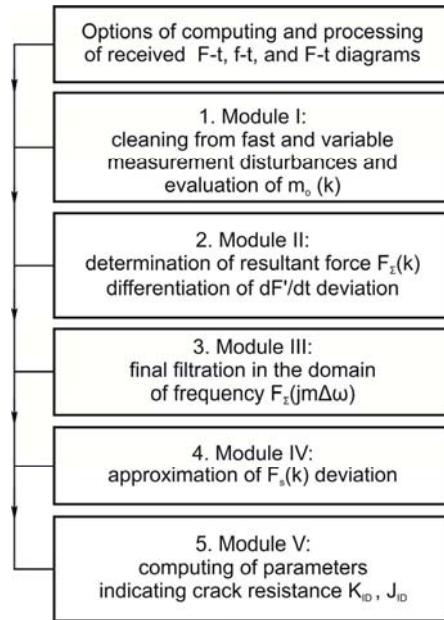 Options of computing and processing
of received F-t, f-t, and F-t diagrams
1. Module I:
cleaning from fast and variable
measurement disturbances and
evaluation of mₒ (k)
2. Module II:
determination of resultant force F_Σ(k)
differentiation of dF'/dt deviation
3. Module III:
final filtration in the domain
of frequency F_Σ(jmΔω)
4. Module IV:
approximation of Fₛ(k) deviation
5. Module V:
computing of parameters
indicating crack resistance K_ID , J_ID